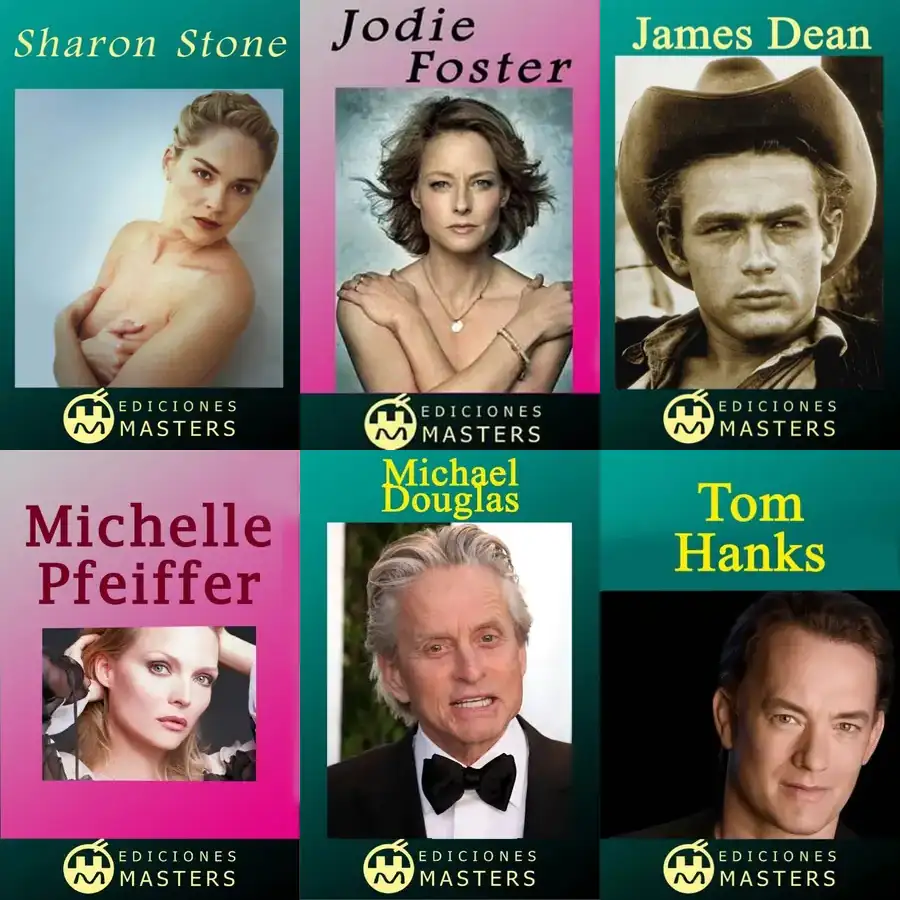 Sharon Stone
EDICIONES
MASTERS
Jodie
Foster
EDICIONES
MASTERS
James Dean
EDICIONES
MASTERS
Michelle
Pfeiffer
EDICIONES
MASTERS
Michael
Douglas
EDICIONES
MASTERS
Tom
Hanks
EDICIONES
MASTERS